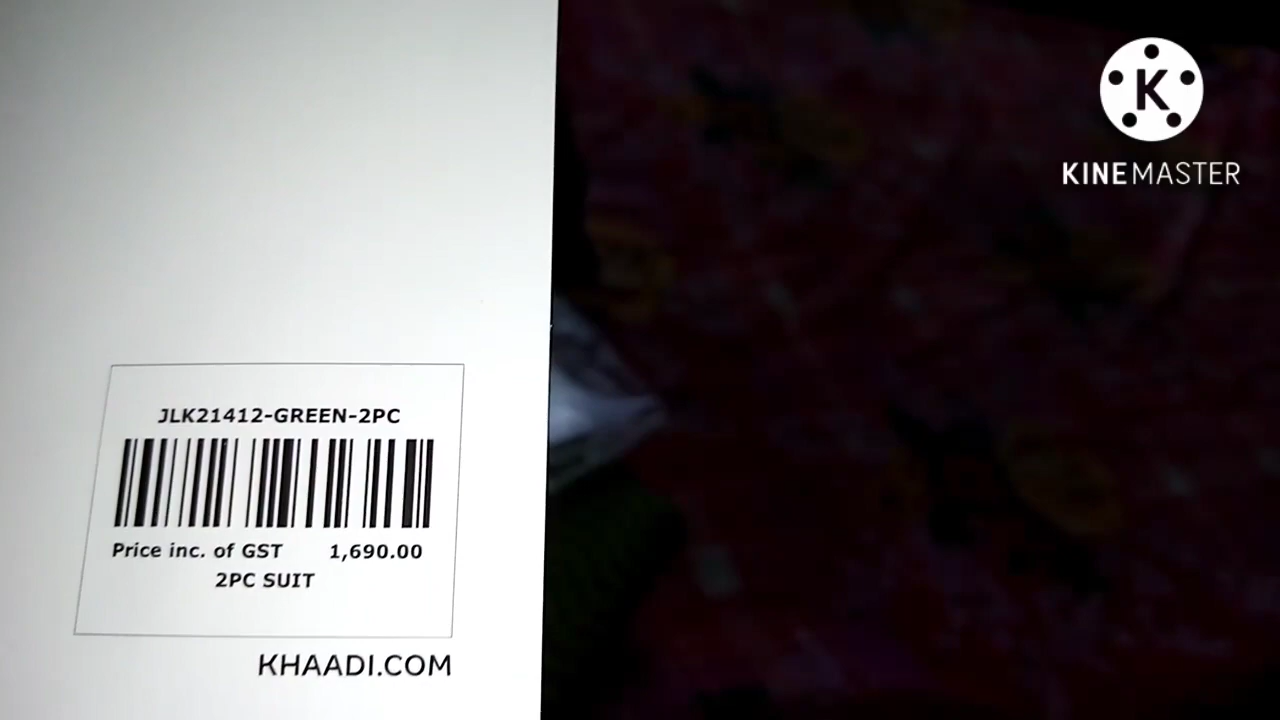 K
KINEMASTER
JLK21412-GREEN-2PC
Price inc. of GST 1,690.00
2PC SUIT
KHAADI.COM